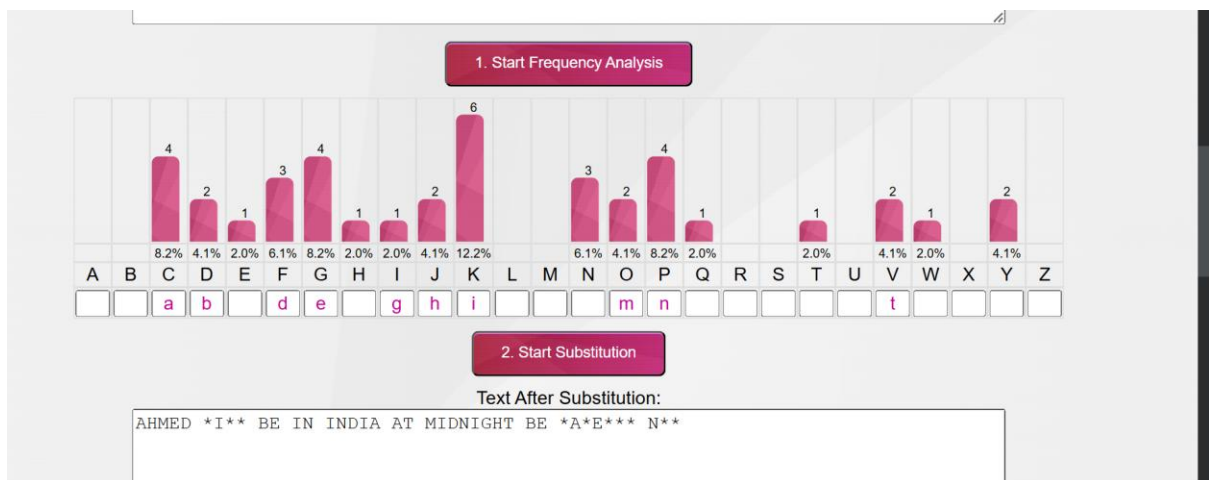 1. Start Frequency Analysis
4 2 1 3 4 1 1 2 6 3 2 4 1 1 2 1 2
8.2% 4.1% 2.0% 6.1% 8.2% 2.0% 2.0% 4.1% 12.2% 6.1% 4.1% 8.2% 2.0% 2.0% 4.1% 2.0% 4.1%
A B C D E F G H I J K L M N O P Q R S T U V W X Y Z
a b d e g h i m n t
2. Start Substitution
Text After Substitution:
AHMED *I** BE IN INDIA AT MIDNIGHT BE *A*E*** N**